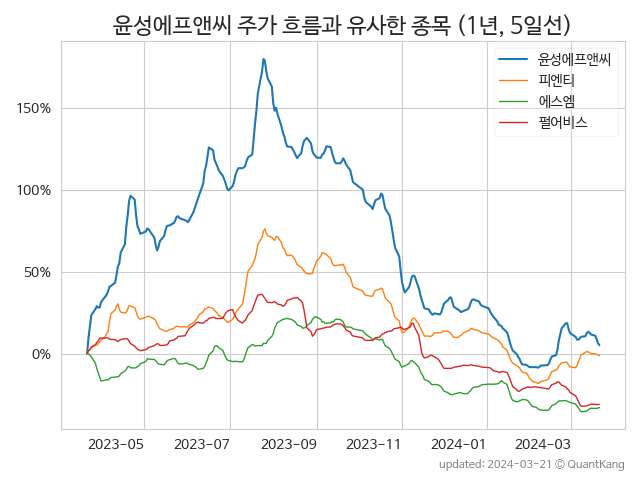 윤성에프앤씨 주가 흐름과 유사한 종목 (1년, 5일선)
윤성에프앤씨
피엔티
에스엠
펄어비스
150%
100%
50%
0%
2023-05 2023-07 2023-09 2023-11 2024-01 2024-03
updated: 2024-03-21 © QuantKang